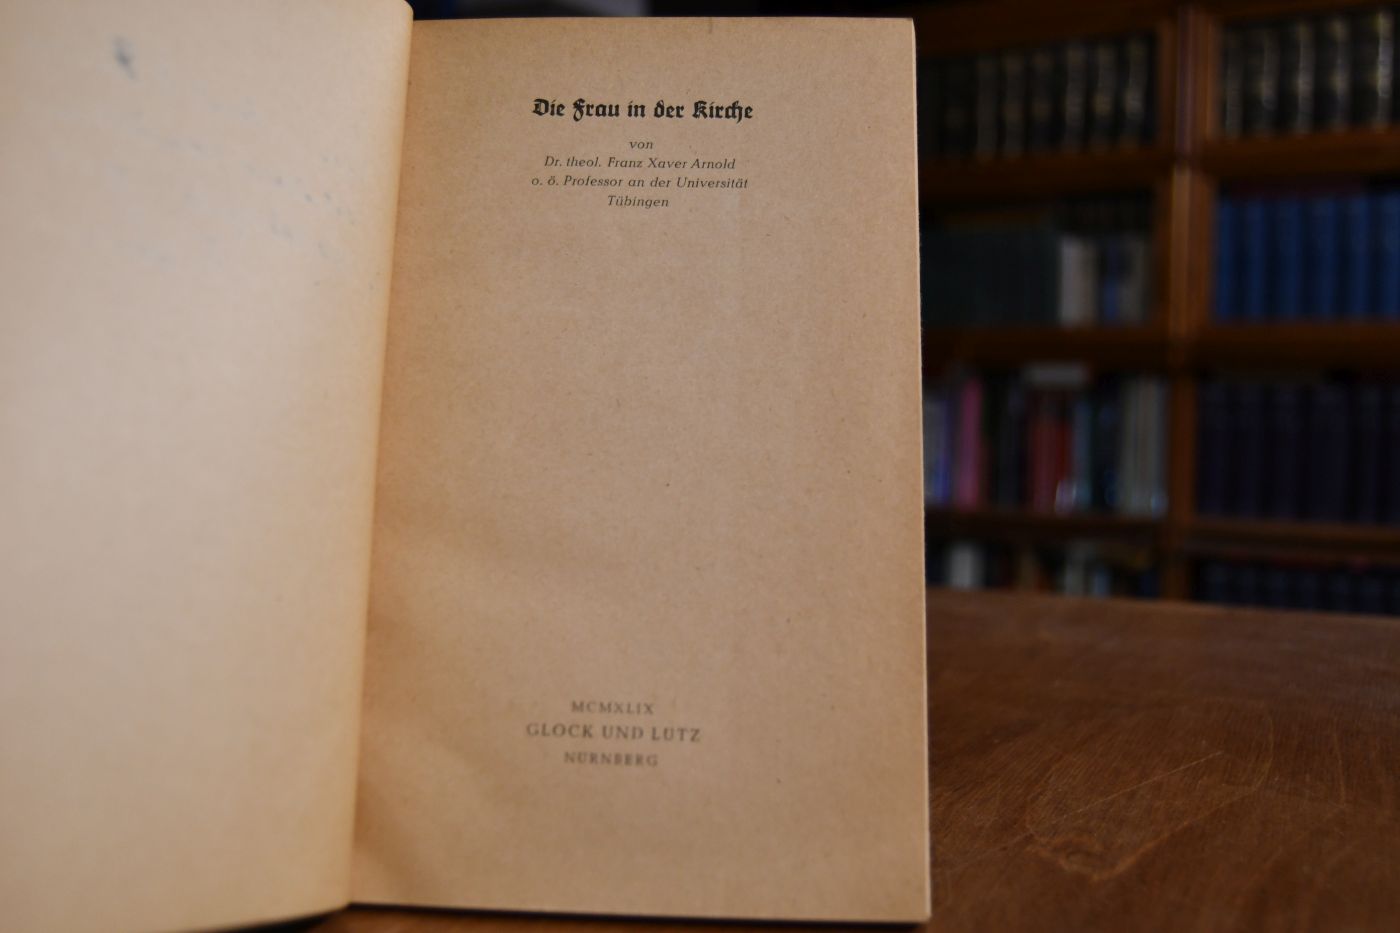 Die Frau in der Kirche
von
Dr. theol. Franz Xaver Arnold
o. ö. Professor an der Universität
Tübingen
MCMXLIX
GLOCK UND LUTZ
NÜRNBERG